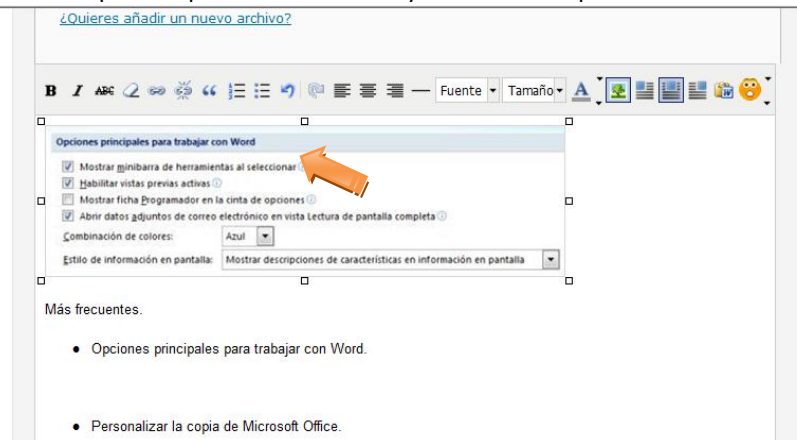 ¿Quieres añadir un nuevo archivo?
B I ABC Fuente Tamaño A
Opciones principales para trabajar con Word
Mostrar minibarra de herramientas al seleccionar
Habilitar vistas previas activas
Mostrar ficha Programador en la cinta de opciones
Abrir datos adjuntos de correo electrónico en vista Lectura de pantalla completa
Combinación de colores: Azul
Estilo de información en pantalla: Mostrar descripciones de características en información en pantalla
Más frecuentes.
● Opciones principales para trabajar con Word.
● Personalizar la copia de Microsoft Office.